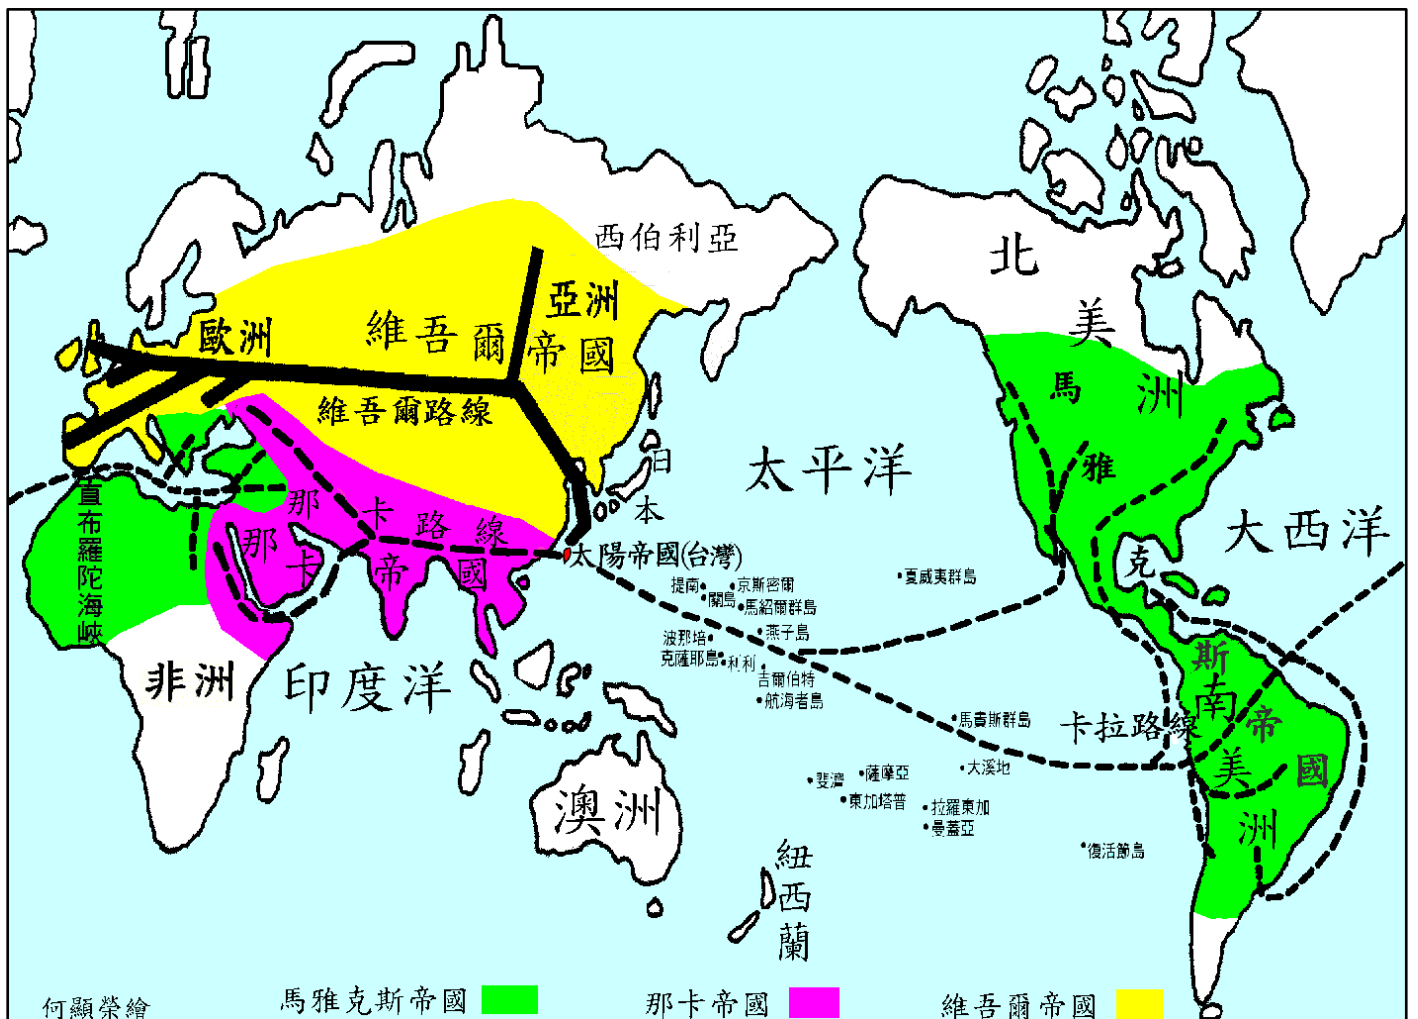 西伯利亞
北美洲
歐洲
亞洲
維吾爾帝國
維吾爾路線
馬雅克斯帝國
日本
太平洋
大西洋
直布羅陀海峽
那卡路線
那卡帝國
太陽帝國(台灣)
夏威夷群島
提南
京斯密爾
關島
馬紹爾群島
燕子島
波那培
克薩耶島
利利
吉爾伯特
航海者島
非洲
印度洋
馬貴斯群島
卡拉路線
南美洲
斐濟
薩摩亞
大溪地
東加塔普
拉羅東加
曼蓋亞
復活節島
澳洲
紐西蘭
何顯榮繪
馬雅克斯帝國
那卡帝國
維吾爾帝國